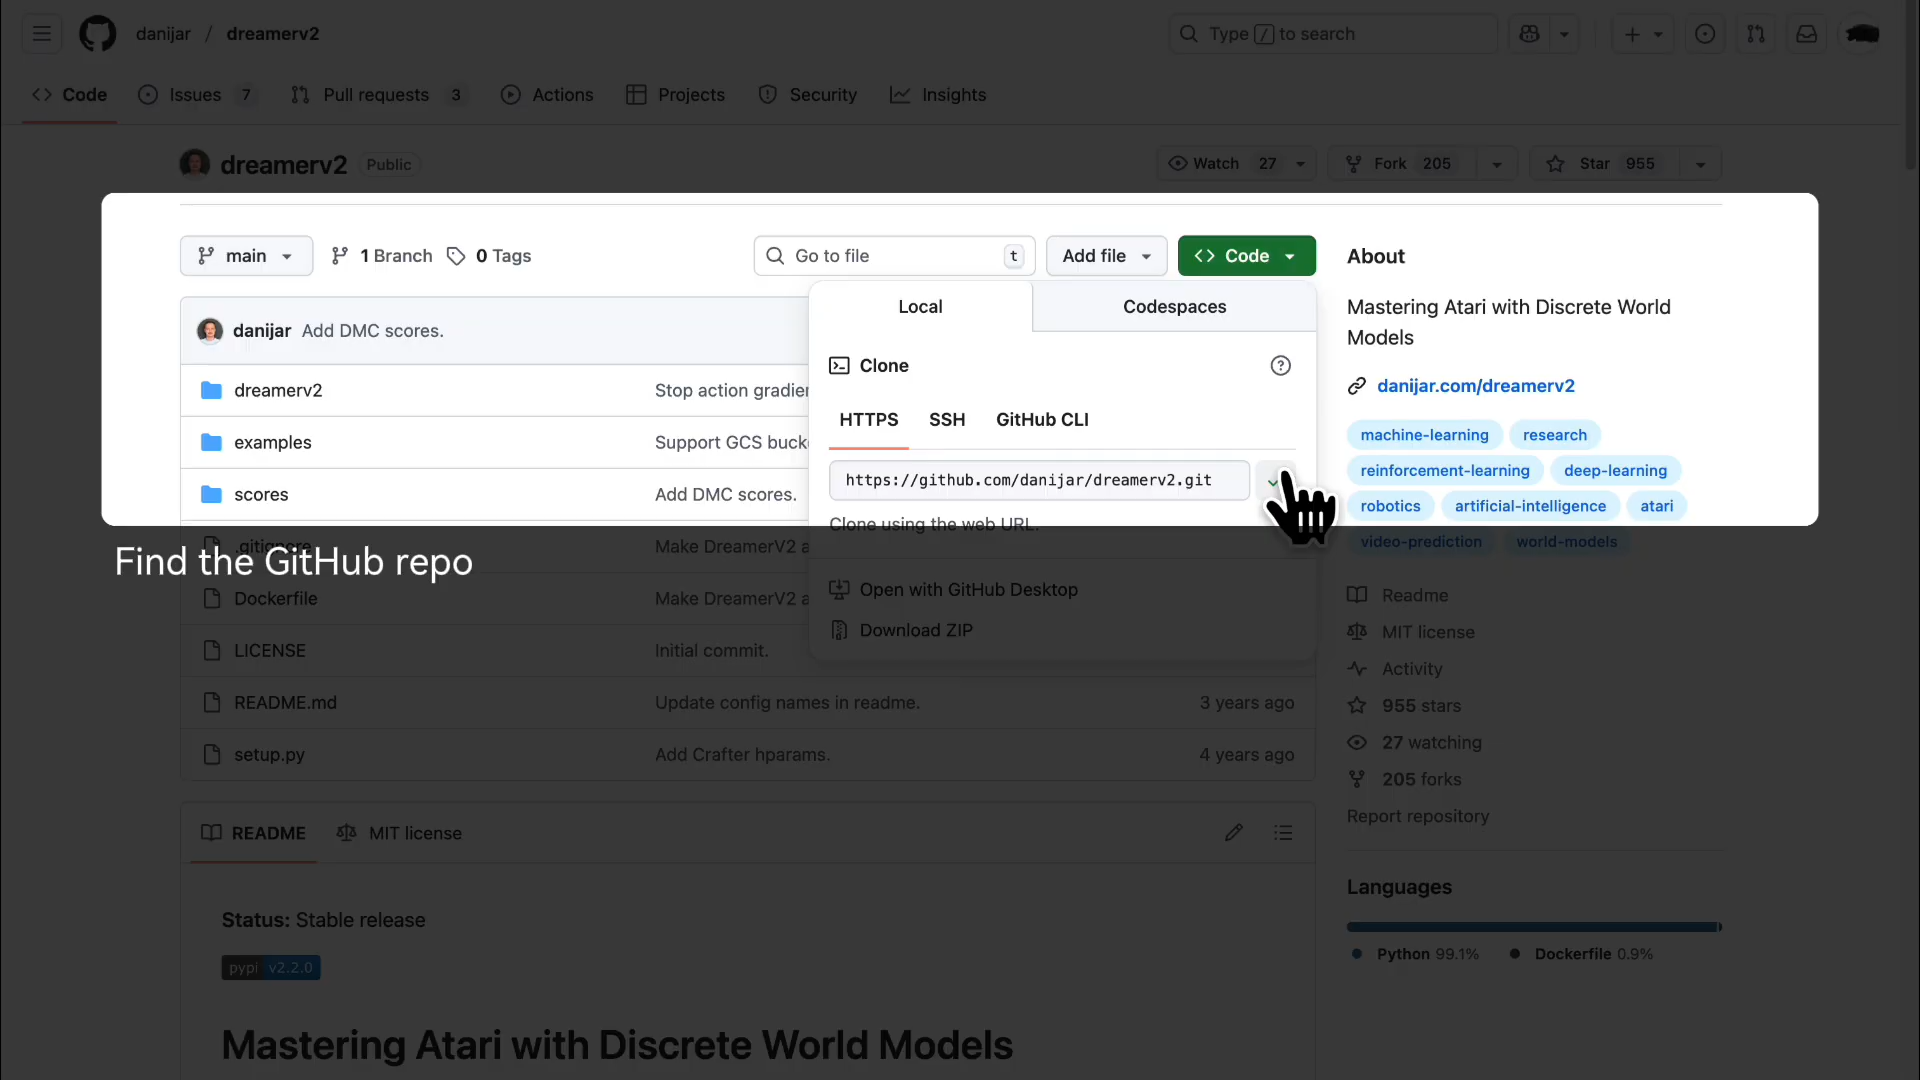 danijar / dreamerv2
Type / to search
Code
Issues 7
Pull requests 3
Actions
Projects
Security
Insights
dreamerv2 Public
Watch 27
Fork 205
Star 955
main
1 Branch
0 Tags
Go to file t
Add file
Code
danijar Add DMC scores.
dreamerv2 Stop action gradien
examples Support GCS buck
scores Add DMC scores.
.gitignore Make DreamerV2 a
Find the GitHub repo
Dockerfile Make DreamerV2 a
LICENSE Initial commit.
README.md Update config names in readme. 3 years ago
setup.py Add Crafter hparams. 4 years ago
Local Codespaces
Clone
HTTPS SSH GitHub CLI
https://github.com/danijar/dreamerv2.git
Clone using the web URL.
Open with GitHub Desktop
Download ZIP
README MIT license
Status: Stable release
pypi v2.2.0
Mastering Atari with Discrete World Models
About
Mastering Atari with Discrete World
Models
danijar.com/dreamerv2
machine-learning research
reinforcement-learning deep-learning
robotics artificial-intelligence atari
video-prediction world-models
Readme
MIT license
Activity
955 stars
27 watching
205 forks
Report repository
Languages
Python 99.1% Dockerfile 0.9%